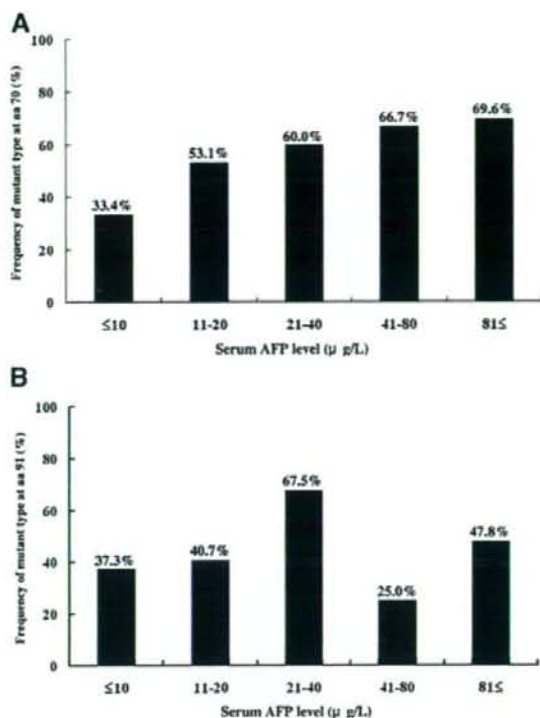 A
Frequency of mutant type at aa 70 (%)
100
80
60
40
20
0
33.4%
53.1%
60.0%
66.7%
69.6%
≤10 11-20 21-40 41-80 81≤
Serum AFP level (μ g/L)
B
Frequency of mutant type at aa 91 (%)
100
80
60
40
20
0
37.3%
40.7%
67.5%
25.0%
47.8%
≤10 11-20 21-40 41-80 81≤
Serum AFP level (μ g/L)